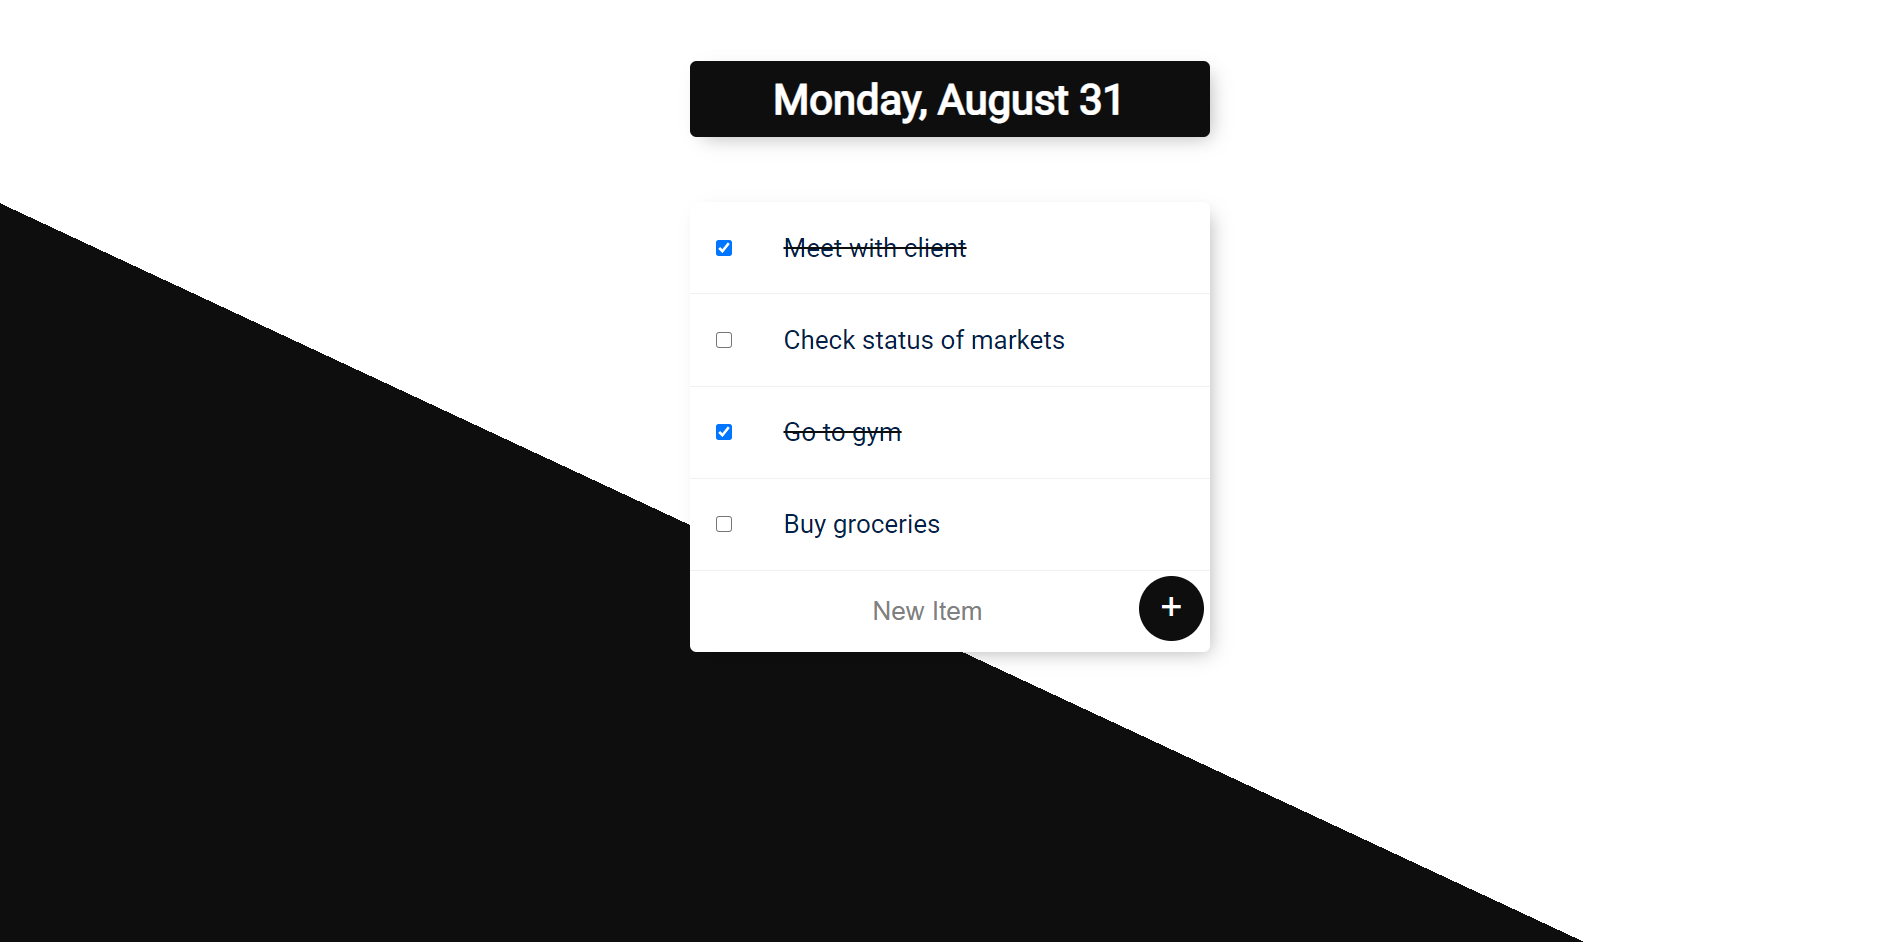 Monday, August 31
Meet with client
Check status of markets
Go to gym
Buy groceries
New Item
+